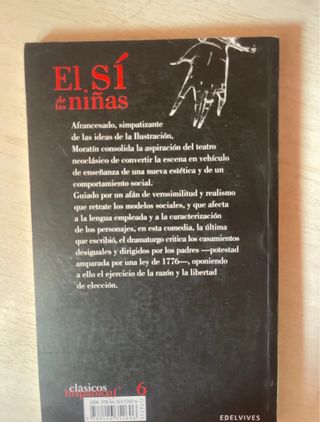 El sí
de las niñas
Afrancesado, simpatizante
de las ideas de la Ilustración,
Moratín consolida la aspiración del teatro
neoclásico de convertir la escena en vehículo
de enseñanza de una nueva estética y de un
comportamiento social.
Guiado por un afán de verosimilitud y realismo
que retrate los modelos sociales, y que afecta
a la lengua empleada y a la caracterización
de los personajes, en esta comedia, la última
que escribió, el dramaturgo critica los casamientos
desiguales y dirigidos por los padres —potestad
amparada por una ley de 1776—, oponiendo
a ello el ejercicio de la razón y la libertad
de elección.
clásicos
6
EDELVIVES